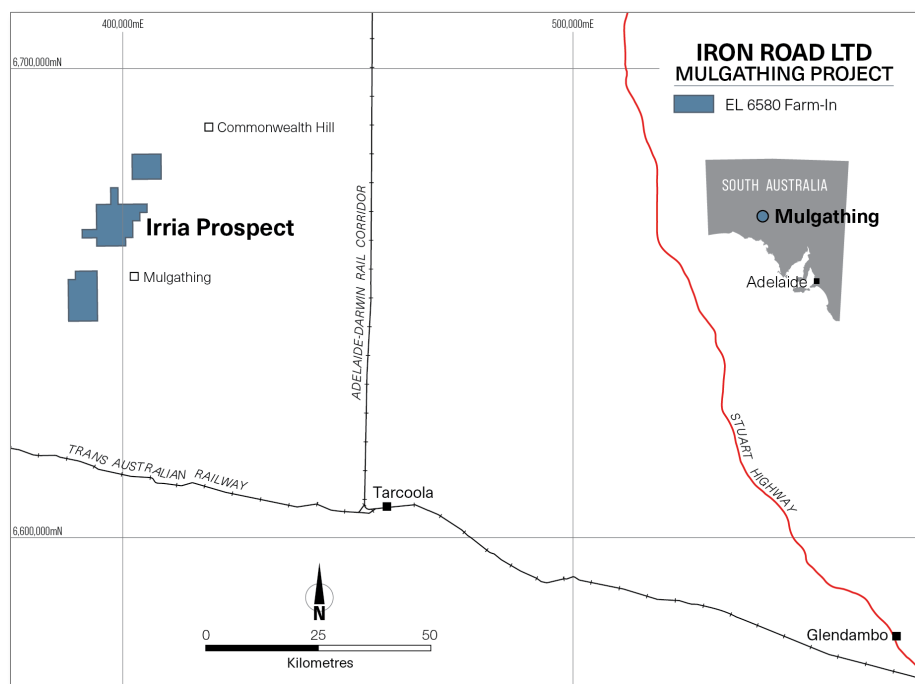 400,000mE
500,000mE
6,700,000mN
IRON ROAD LTD
MULGATHING PROJECT
EL 6580 Farm-In
Commonwealth Hill
SOUTH AUSTRALIA
Mulgathing
Adelaide
Irria Prospect
Mulgathing
ADELAIDE-DARWIN RAIL CORRIDOR
STUART HIGHWAY
TRANS AUSTRALIAN RAILWAY
Tarcoola
6,600,000mN
N
0 25 50
Kilometres
Glendambo